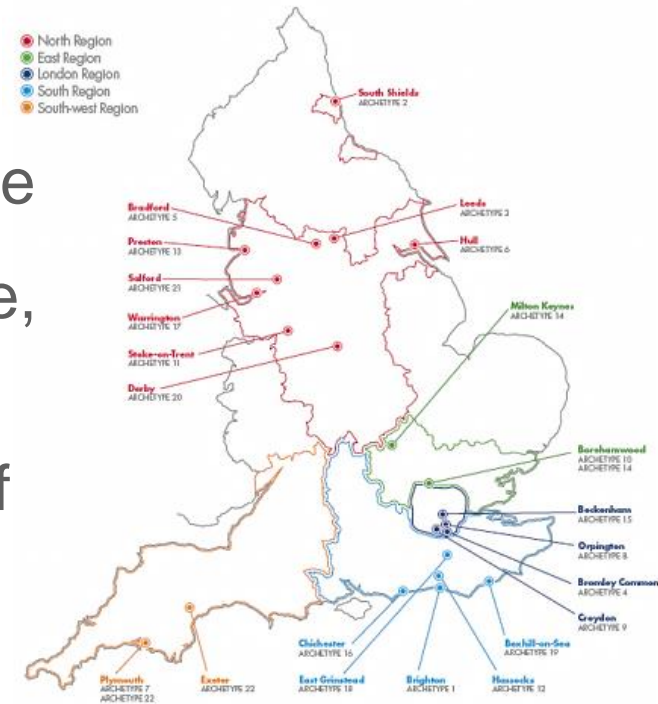 North Region
East Region
London Region
South Region
South-west Region
e
e,
f
South Shields
ARCHETYPE 2
Bradford
ARCHETYPE 5
Leeds
ARCHETYPE 3
Preston
ARCHETYPE 13
Hull
ARCHETYPE 6
Salford
ARCHETYPE 21
Warrington
ARCHETYPE 17
Stoke-on-Trent
ARCHETYPE 11
Derby
ARCHETYPE 20
Milton Keynes
ARCHETYPE 14
Borehamwood
ARCHETYPE 10
ARCHETYPE 14
Beckenham
ARCHETYPE 15
Orpington
ARCHETYPE 8
Bromley Common
ARCHETYPE 4
Croydon
ARCHETYPE 9
Chichester
ARCHETYPE 16
Bexhill-on-Sea
ARCHETYPE 19
Plymouth
ARCHETYPE 7
ARCHETYPE 22
Exeter
ARCHETYPE 22
East Grinstead
ARCHETYPE 18
Brighton
ARCHETYPE 1
Hassocks
ARCHETYPE 12